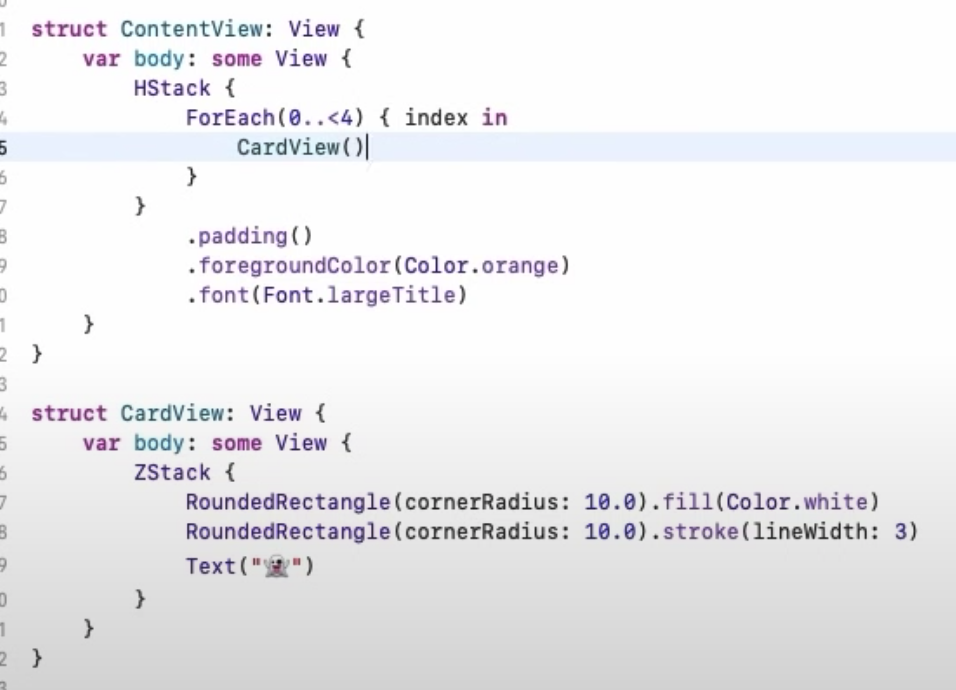 1 struct ContentView: View {
2     var body: some View {
3         HStack {
4             ForEach(0..<4) { index in
5                 CardView()
6             }
7         }
8             .padding()
9             .foregroundColor(Color.orange)
0             .font(Font.largeTitle)
1     }
2 }
3
4 struct CardView: View {
5     var body: some View {
6         ZStack {
7             RoundedRectangle(cornerRadius: 10.0).fill(Color.white)
8             RoundedRectangle(cornerRadius: 10.0).stroke(lineWidth: 3)
9             Text("👻")
0         }
1     }
2 }
3